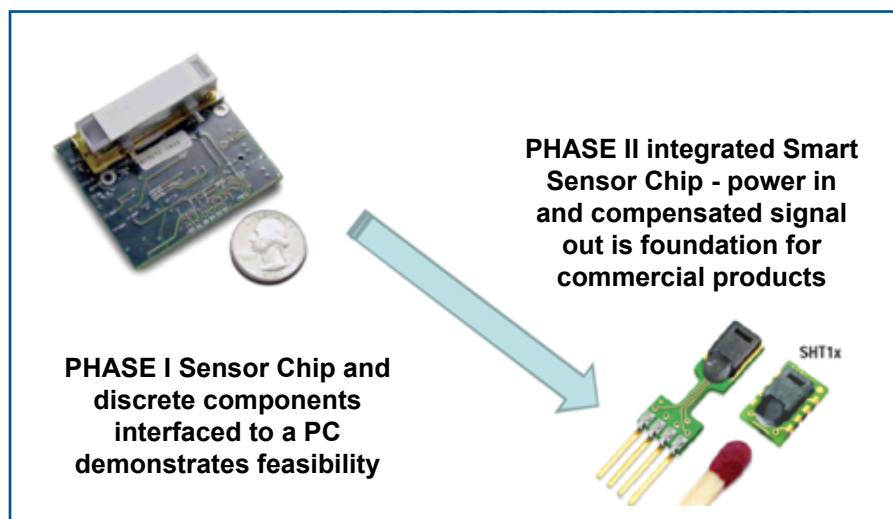 PHASE II integrated Smart
Sensor Chip - power in
and compensated signal
out is foundation for
commercial products
SHT1x
PHASE I Sensor Chip and
discrete components
interfaced to a PC
demonstrates feasibility